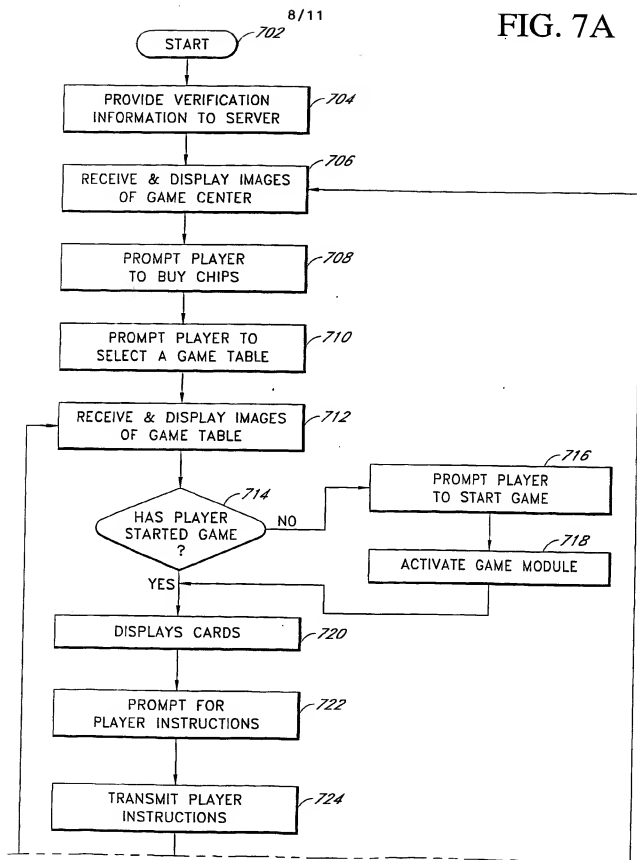 8/11
FIG. 7A
START
702
PROVIDE VERIFICATION
INFORMATION TO SERVER
704
706
RECEIVE & DISPLAY IMAGES
OF GAME CENTER
PROMPT PLAYER
TO BUY CHIPS
708
PROMPT PLAYER TO
SELECT A GAME TABLE
710
RECEIVE & DISPLAY IMAGES
OF GAME TABLE
712
714
HAS PLAYER
STARTED GAME
?
NO
716
PROMPT PLAYER
TO START GAME
718
ACTIVATE GAME MODULE
YES
DISPLAYS CARDS
720
PROMPT FOR
PLAYER INSTRUCTIONS
722
TRANSMIT PLAYER
INSTRUCTIONS
724